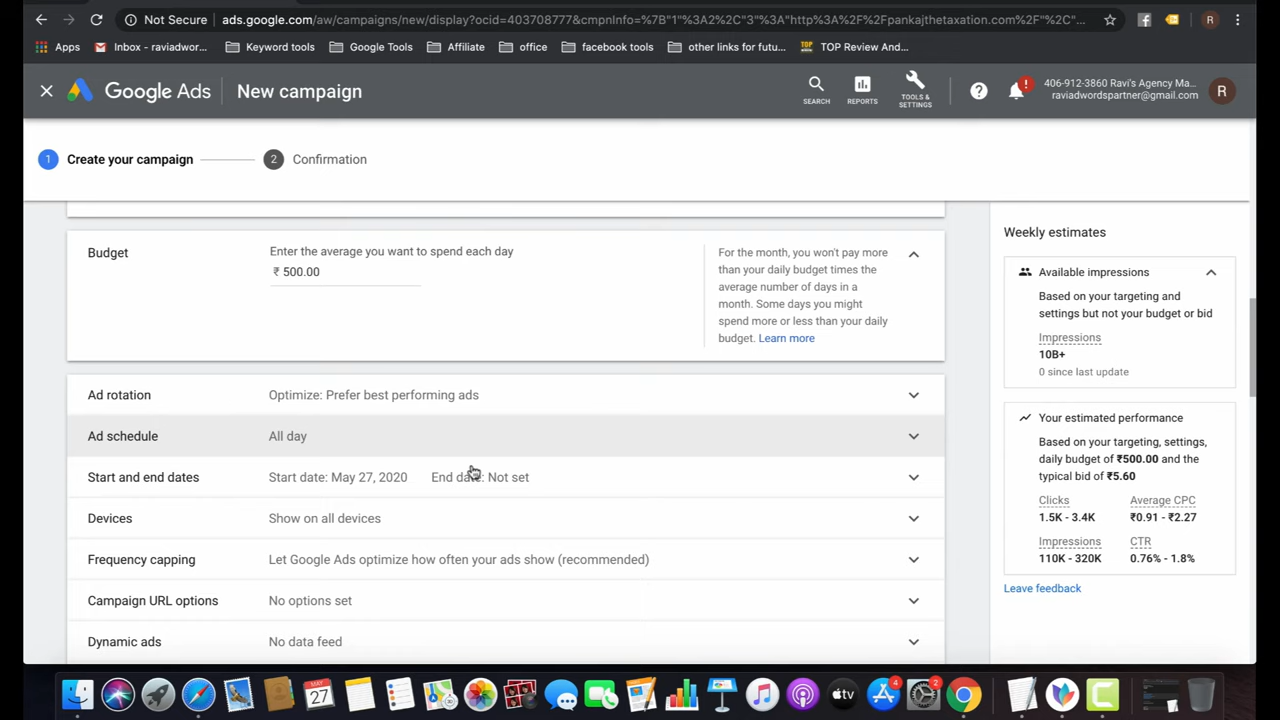 Not Secure
ads.google.com/aw/campaigns/new/display?ocid=403708777&cmpnInfo=%7B"1"%3A2%2C"3"%3A"http%3A%2F%2Fpankajthetaxation.com%2F"%2C"...
R
Apps
Inbox - raviadwor...
Keyword tools
Google Tools
Affiliate
office
facebook tools
other links for futu...
TOP Review And...
Google Ads
New campaign
SEARCH
REPORTS
TOOLS &
SETTINGS
406-912-3860 Ravi's Agency Ma...
raviadwordspartner@gmail.com
R
1 Create your campaign
2 Confirmation
Budget
Enter the average you want to spend each day
₹ 500.00
For the month, you won't pay more
than your daily budget times the
average number of days in a
month. Some days you might
spend more or less than your daily
budget. Learn more
Ad rotation
Optimize: Prefer best performing ads
Ad schedule
All day
Start and end dates
Start date: May 27, 2020
End date: Not set
Devices
Show on all devices
Frequency capping
Let Google Ads optimize how often your ads show (recommended)
Campaign URL options
No options set
Dynamic ads
No data feed
Weekly estimates
Available impressions
Based on your targeting and
settings but not your budget or bid
Impressions
10B+
0 since last update
Your estimated performance
Based on your targeting, settings,
daily budget of ₹500.00 and the
typical bid of ₹5.60
Clicks
Average CPC
1.5K - 3.4K
₹0.91 - ₹2.27
Impressions
CTR
110K - 320K
0.76% - 1.8%
Leave feedback
MAY
27
tv
4
2